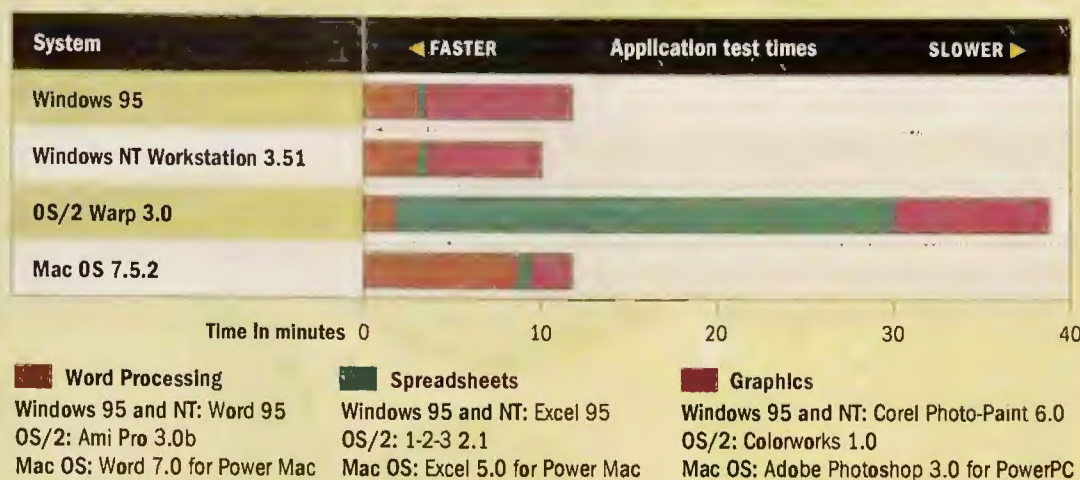 System ◄ FASTER Application test times SLOWER ►
Windows 95
Windows NT Workstation 3.51
OS/2 Warp 3.0
Mac OS 7.5.2
Time in minutes 0 10 20 30 40
Word Processing
Windows 95 and NT: Word 95
OS/2: Ami Pro 3.0b
Mac OS: Word 7.0 for Power Mac
Spreadsheets
Windows 95 and NT: Excel 95
OS/2: 1-2-3 2.1
Mac OS: Excel 5.0 for Power Mac
Graphics
Windows 95 and NT: Corel Photo-Paint 6.0
OS/2: Colorworks 1.0
Mac OS: Adobe Photoshop 3.0 for PowerPC